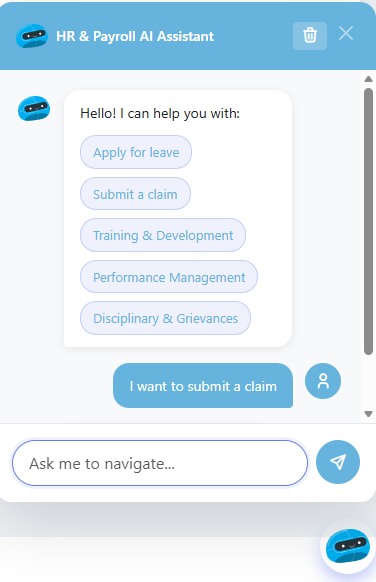 HR & Payroll AI Assistant
Hello! I can help you with:
Apply for leave
Submit a claim
Training & Development
Performance Management
Disciplinary & Grievances
I want to submit a claim
Ask me to navigate...